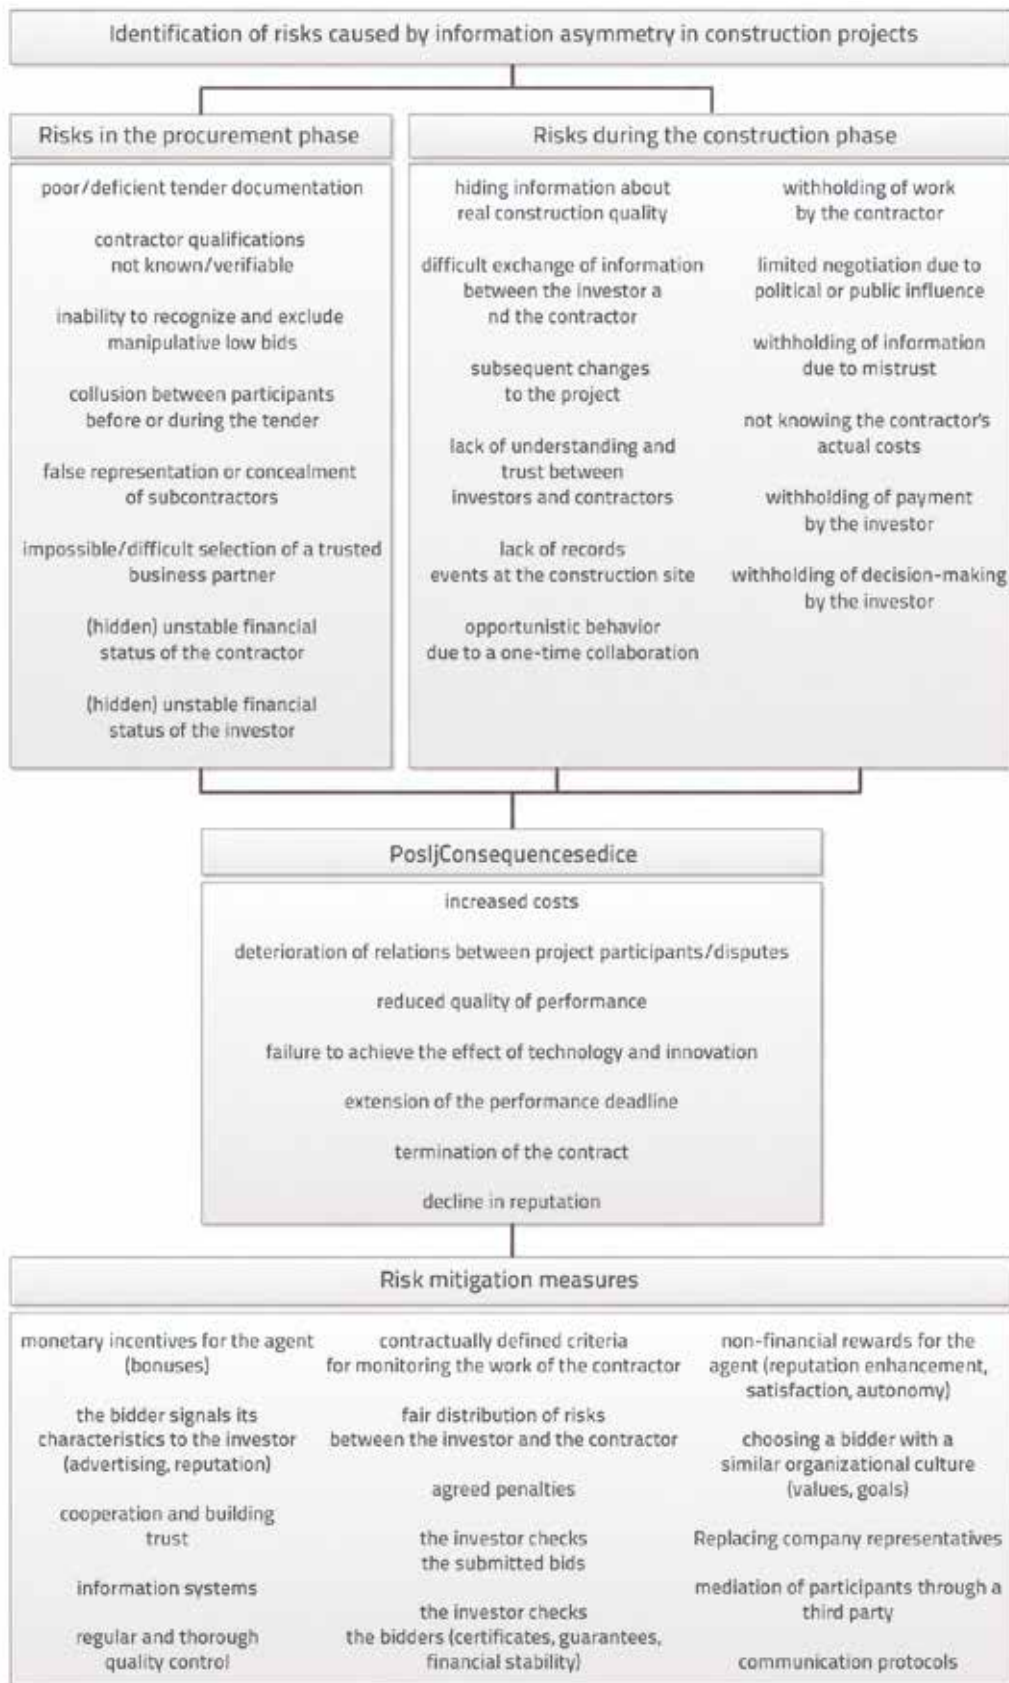 Identification of risks caused by information asymmetry in construction projects
Risks in the procurement phase
poor/deficient tender documentation
contractor qualifications
not known/verifiable
inability to recognize and exclude
manipulative low bids
collusion between participants
before or during the tender
false representation or concealment
of subcontractors
impossible/difficult selection of a trusted
business partner
(hidden) unstable financial
status of the contractor
(hidden) unstable financial
status of the investor
Risks during the construction phase
hiding information about
real construction quality
difficult exchange of information
between the investor a
nd the contractor
subsequent changes
to the project
lack of understanding and
trust between
investors and contractors
lack of records
events at the construction site
opportunistic behavior
due to a one-time collaboration
withholding of work
by the contractor
limited negotiation due to
political or public influence
withholding of information
due to mistrust
not knowing the contractor's
actual costs
withholding of payment
by the investor
withholding of decision-making
by the investor
PosljConsequencesedice
increased costs
deterioration of relations between project participants/disputes
reduced quality of performance
failure to achieve the effect of technology and innovation
extension of the performance deadline
termination of the contract
decline in reputation
Risk mitigation measures
monetary incentives for the agent
(bonuses)
the bidder signals its
characteristics to the investor
(advertising, reputation)
cooperation and building
trust
information systems
regular and thorough
quality control
contractually defined criteria
for monitoring the work of the contractor
fair distribution of risks
between the investor and the contractor
agreed penalties
the investor checks
the submitted bids
the investor checks
the bidders (certificates, guarantees,
financial stability)
non-financial rewards for the
agent (reputation enhancement,
satisfaction, autonomy)
choosing a bidder with a
similar organizational culture
(values, goals)
Replacing company representatives
mediation of participants through a
third party
communication protocols